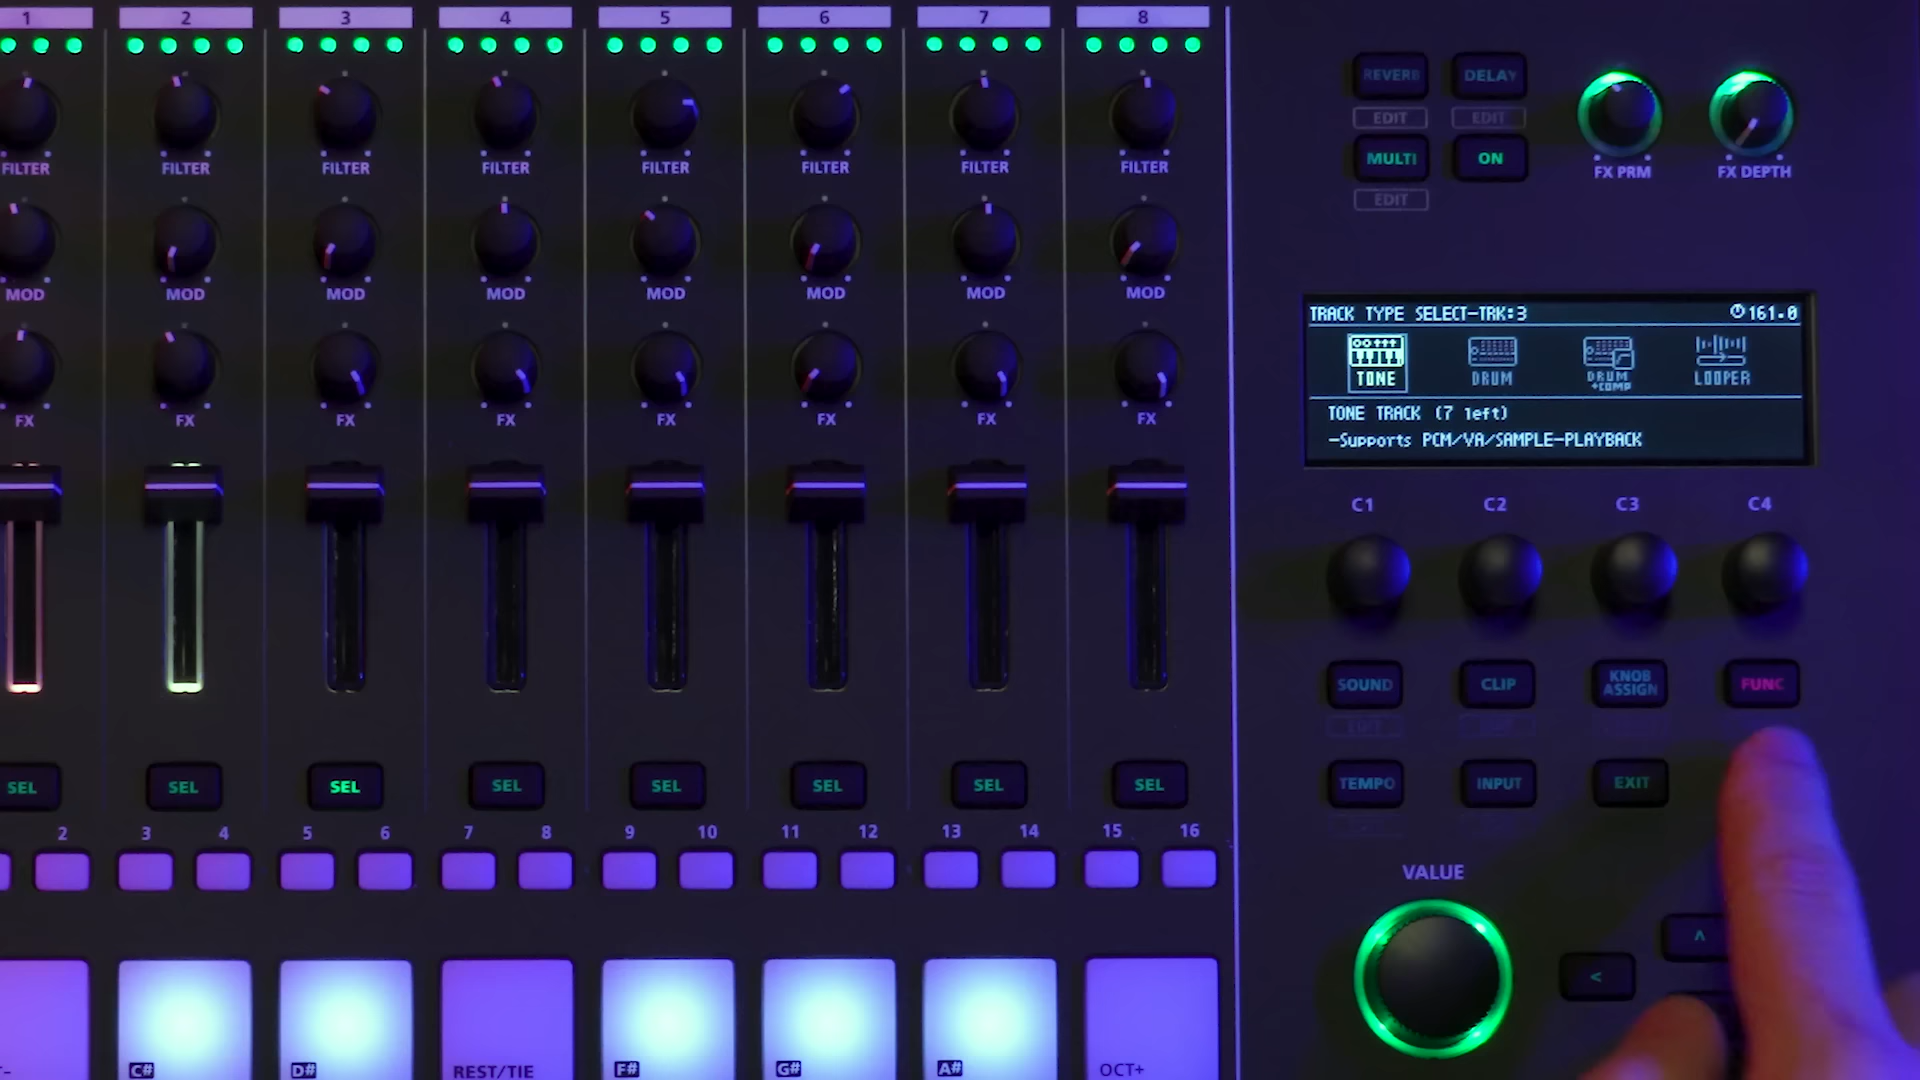 1 2 3 4 5 6 7 8
REVERB DELAY
EDIT EDIT
MULTI ON
EDIT
FX PRM FX DEPTH
FILTER FILTER FILTER FILTER FILTER FILTER FILTER FILTER
MOD MOD MOD MOD MOD MOD MOD MOD
FX FX FX FX FX FX FX FX
TRACK TYPE SELECT-TRK:3 161.0
TONE DRUM DRUM LOOPER
+COMP
TONE TRACK (7 left)
-Supports PCM/VA/SAMPLE-PLAYBACK
C1 C2 C3 C4
SOUND CLIP KNOB ASSIGN FUNC
TEMPO INPUT EXIT
SEL SEL SEL SEL SEL SEL SEL SEL
2 3 4 5 6 7 8 9 10 11 12 13 14 15 16
VALUE
< ^
C# D# REST/TIE F# G# A# OCT+